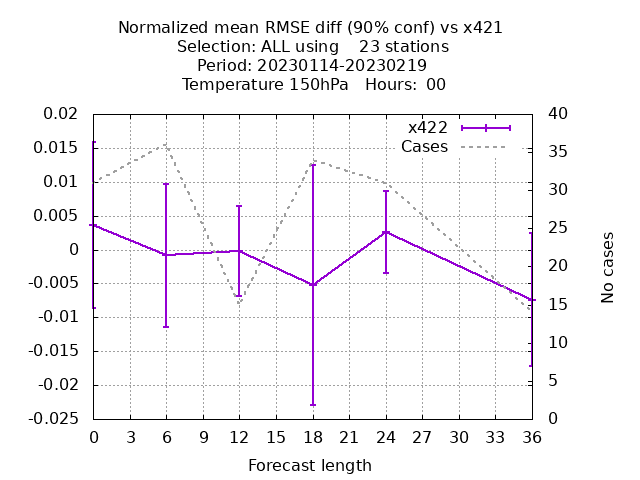 Normalized mean RMSE diff (90% conf) vs x421
Selection: ALL using    23 stations
Period: 20230114-20230219
Temperature 150hPa   Hours:  00
x422
Cases
0.02
0.015
0.01
0.005
0
-0.005
-0.01
-0.015
-0.02
-0.025
40
35
30
25
20
15
10
5
0
No cases
0 3 6 9 12 15 18 21 24 27 30 33 36
Forecast length